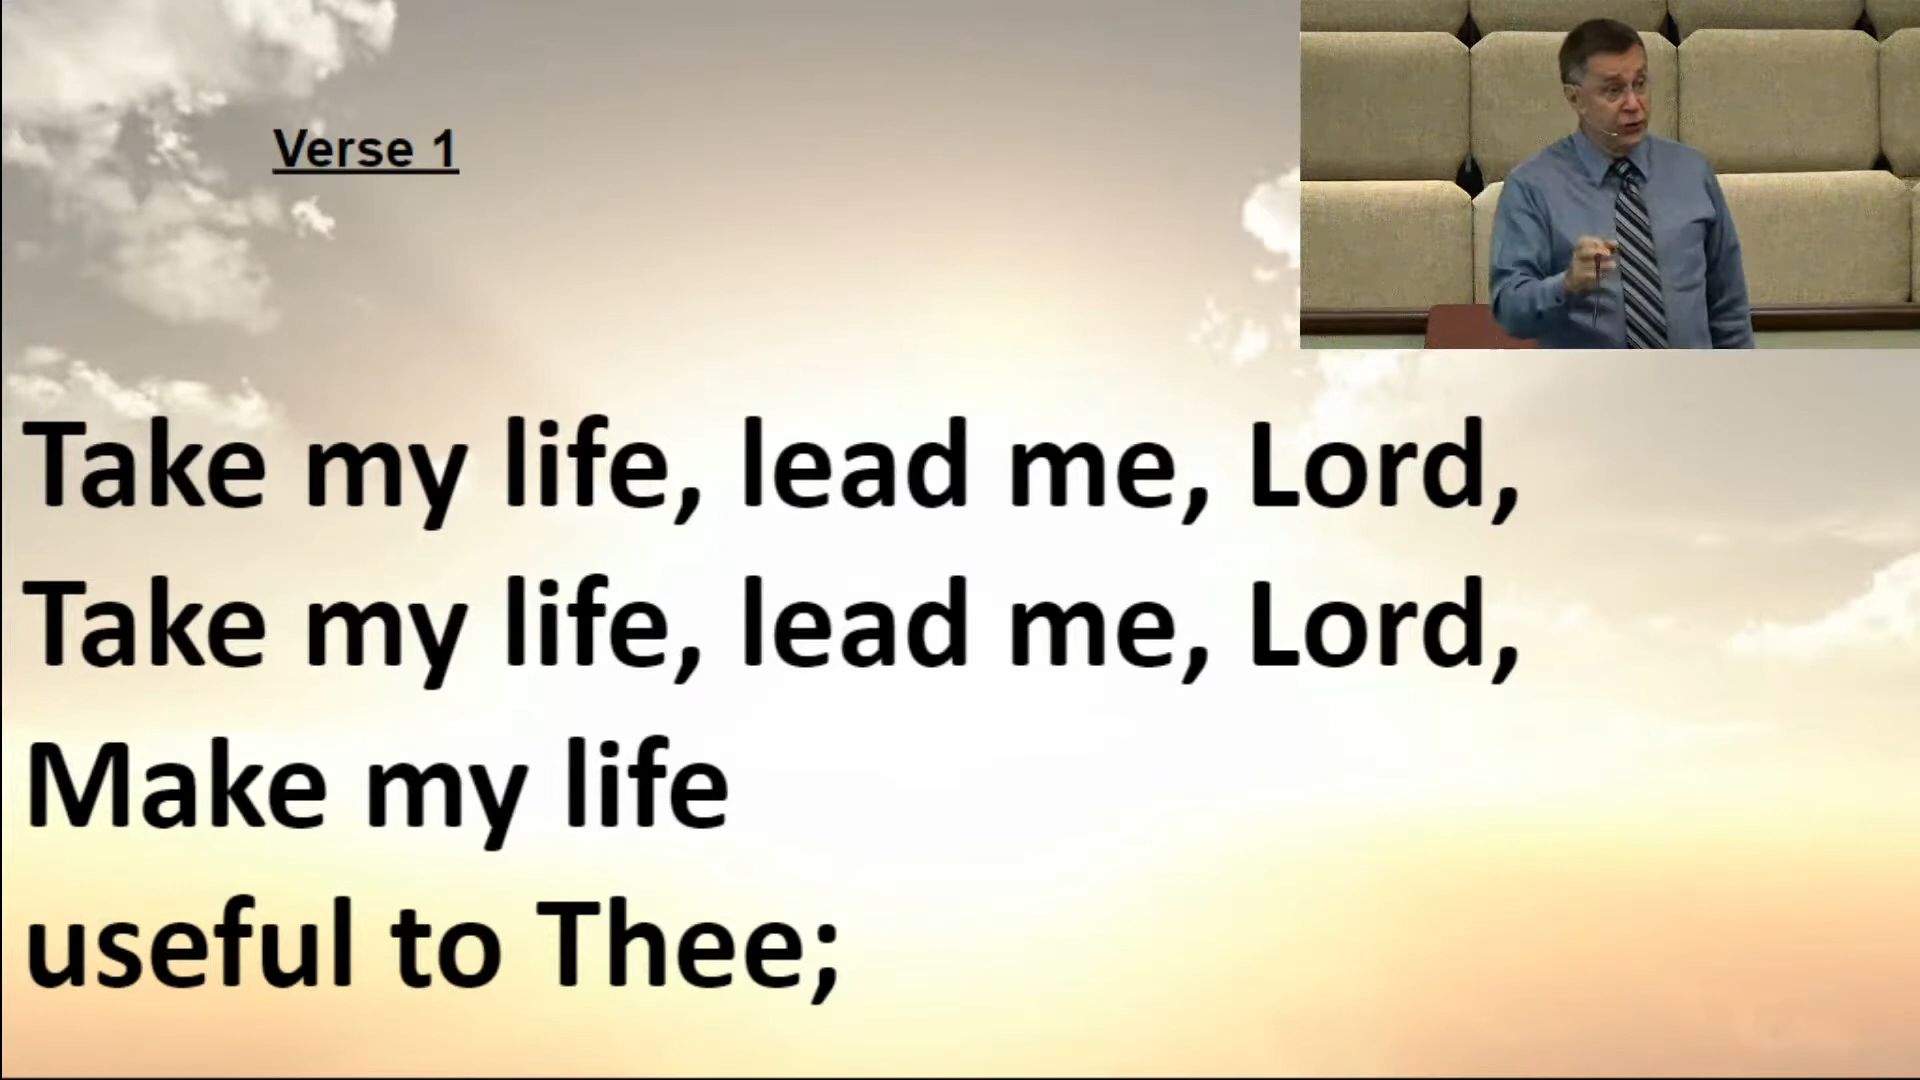 Verse 1
Take my life, lead me, Lord,
Take my life, lead me, Lord,
Make my life
useful to Thee;